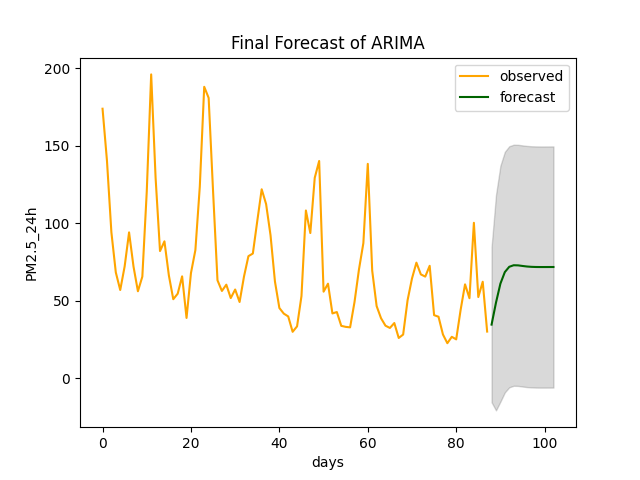 Final Forecast of ARIMA
observed
forecast
PM2.5_24h
200
150
100
50
0
0 20 40 60 80 100
days